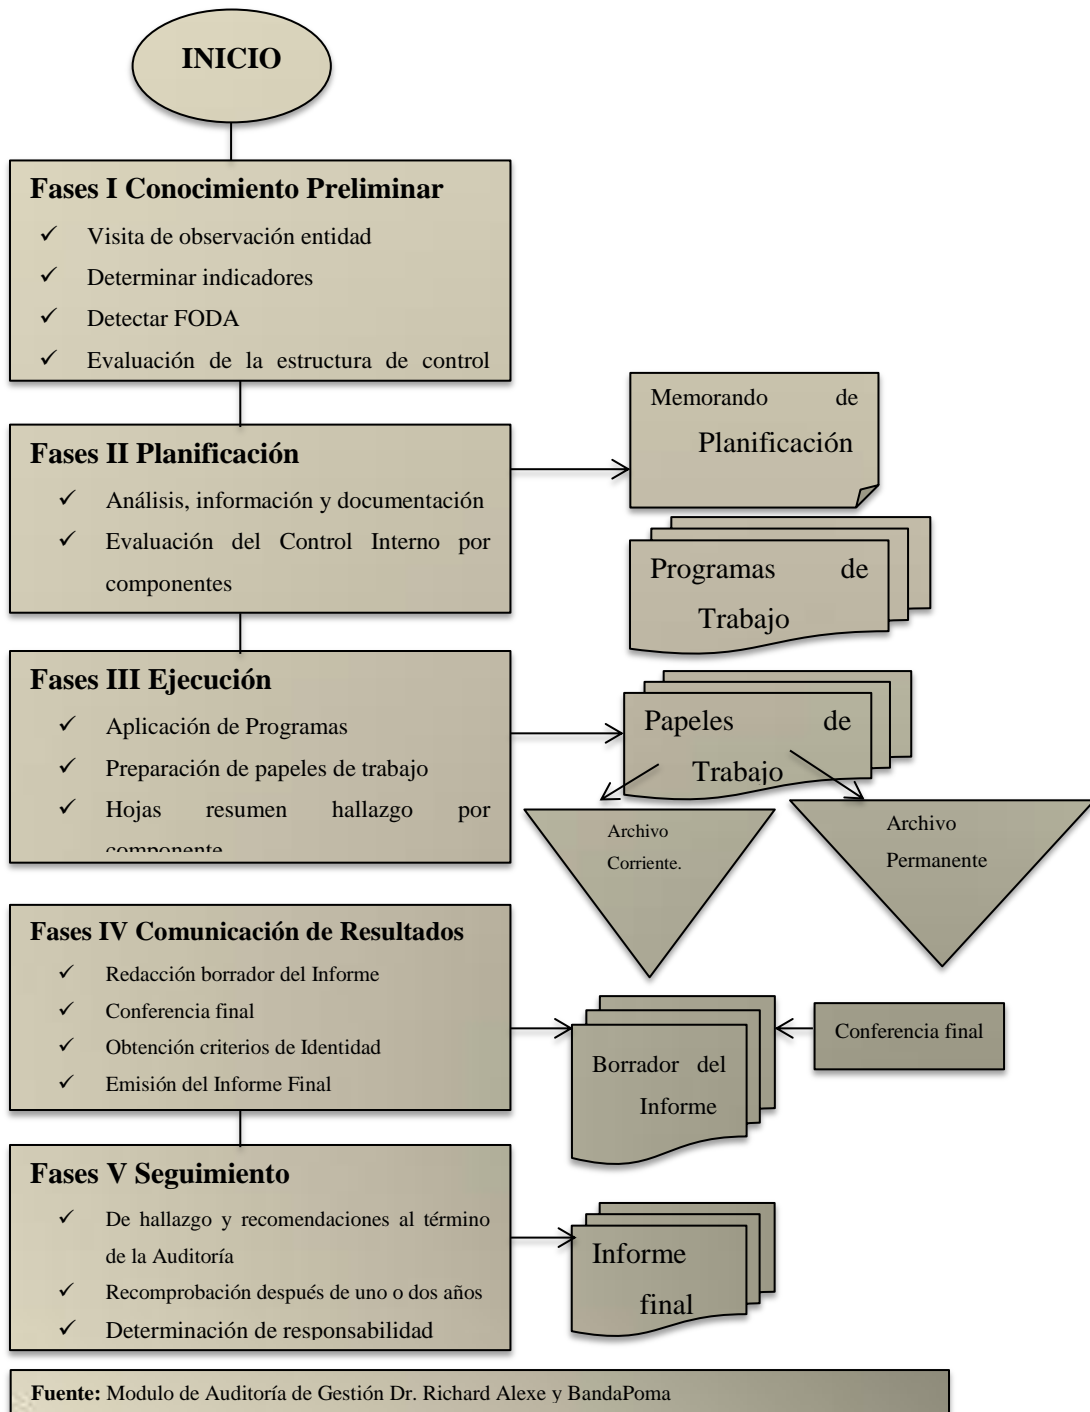 INICIO
Fases I Conocimiento Preliminar
✓ Visita de observación entidad
✓ Determinar indicadores
✓ Detectar FODA
✓ Evaluación de la estructura de control
Memorando de
Planificación
Fases II Planificación
✓ Análisis, información y documentación
✓ Evaluación del Control Interno por
componentes
Programas de
Trabajo
Fases III Ejecución
✓ Aplicación de Programas
✓ Preparación de papeles de trabajo
✓ Hojas resumen hallazgo por
componente
Papeles de
Trabajo
Archivo
Corriente.
Archivo
Permanente
Fases IV Comunicación de Resultados
✓ Redacción borrador del Informe
✓ Conferencia final
✓ Obtención criterios de Identidad
✓ Emisión del Informe Final
Borrador del
Informe
Conferencia final
Fases V Seguimiento
✓ De hallazgo y recomendaciones al término
de la Auditoría
✓ Recomprobación después de uno o dos años
✓ Determinación de responsabilidad
Informe
final
Fuente: Modulo de Auditoría de Gestión Dr. Richard Alexe y BandaPoma